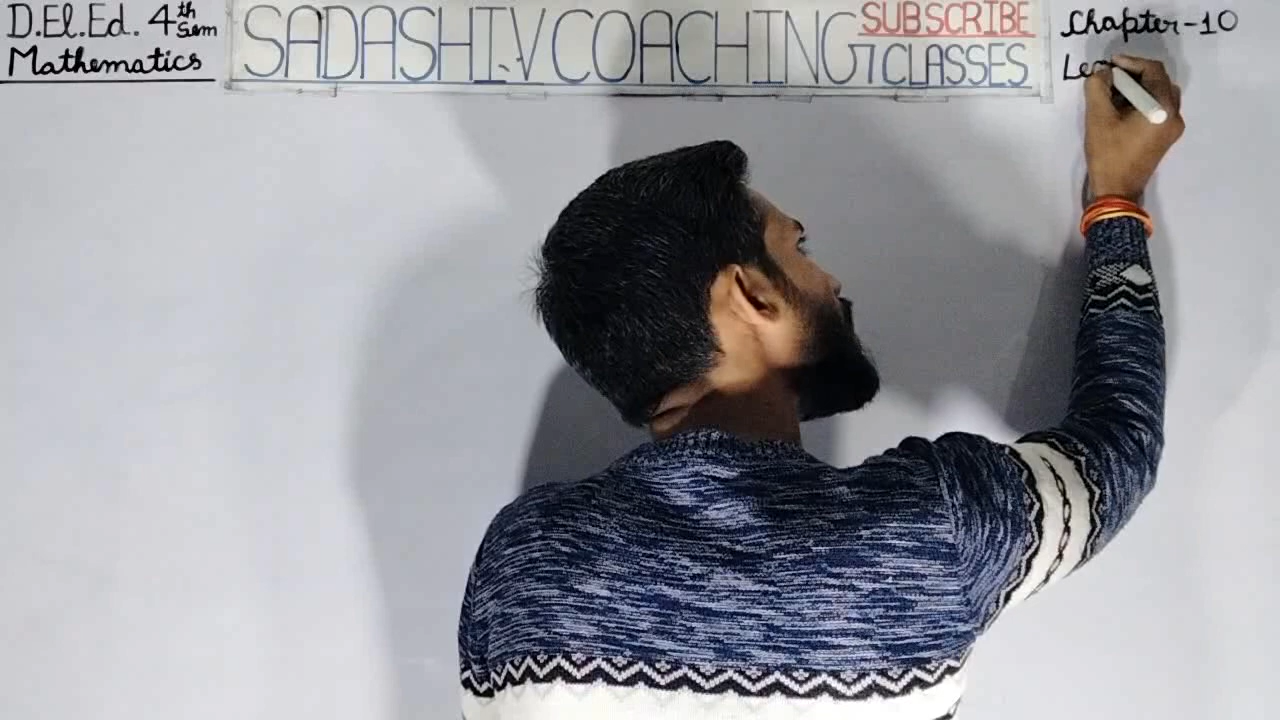 D.El.Ed. 4th Sem
Mathematics
SADASHIV COACHING
SUBSCRIBE
CLASSES
Chapter-10